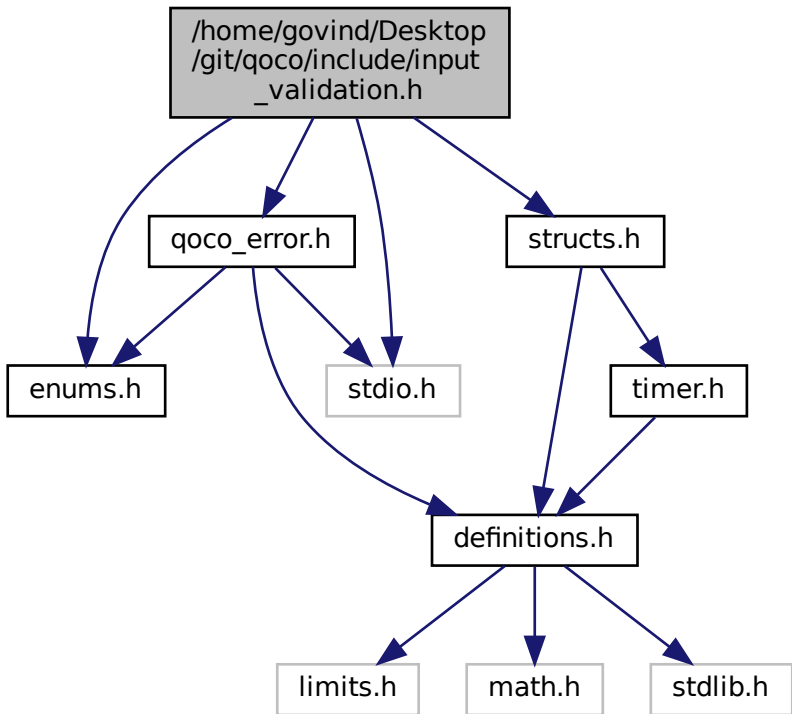 /home/govind/Desktop
/git/qoco/include/input
_validation.h
qoco_error.h
structs.h
enums.h
stdio.h
timer.h
definitions.h
limits.h
math.h
stdlib.h